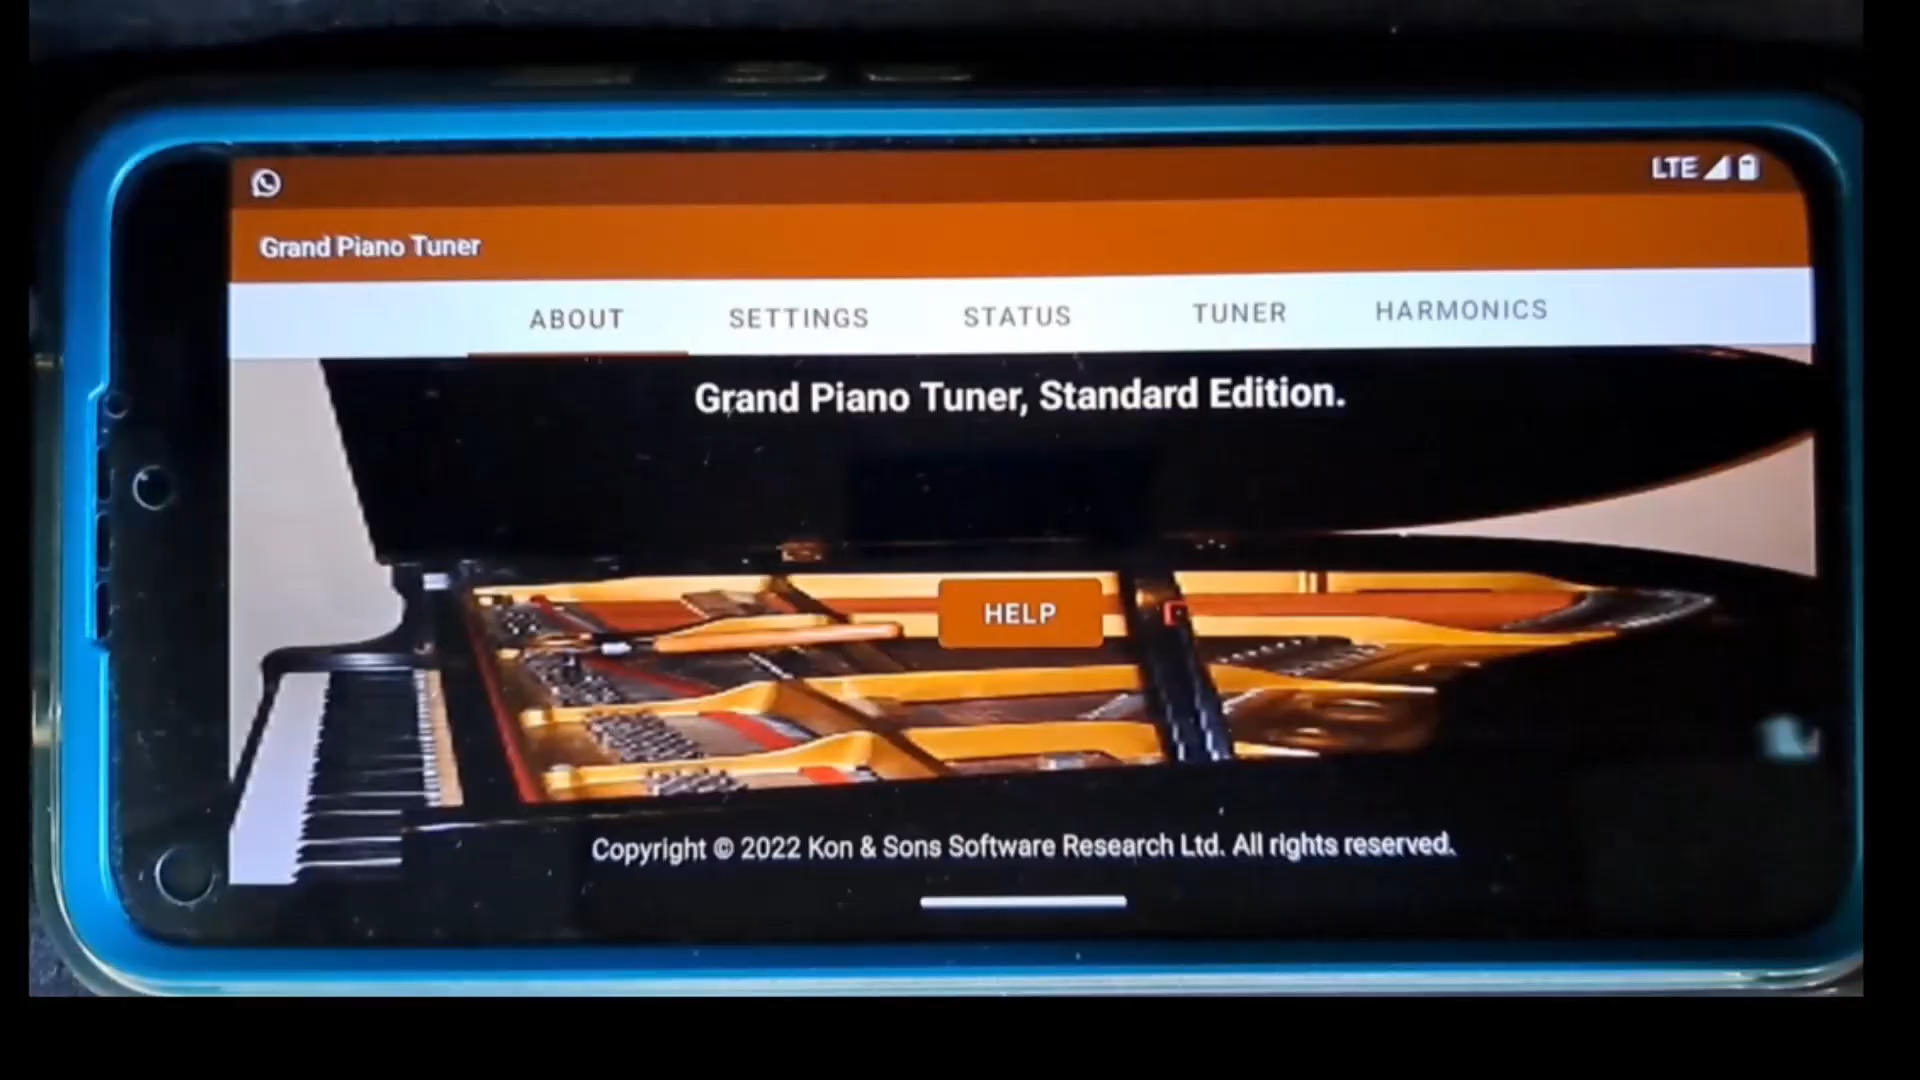 LTE
Grand Piano Tuner
ABOUT SETTINGS STATUS TUNER HARMONICS
Grand Piano Tuner, Standard Edition.
HELP
Copyright © 2022 Kon & Sons Software Research Ltd. All rights reserved.